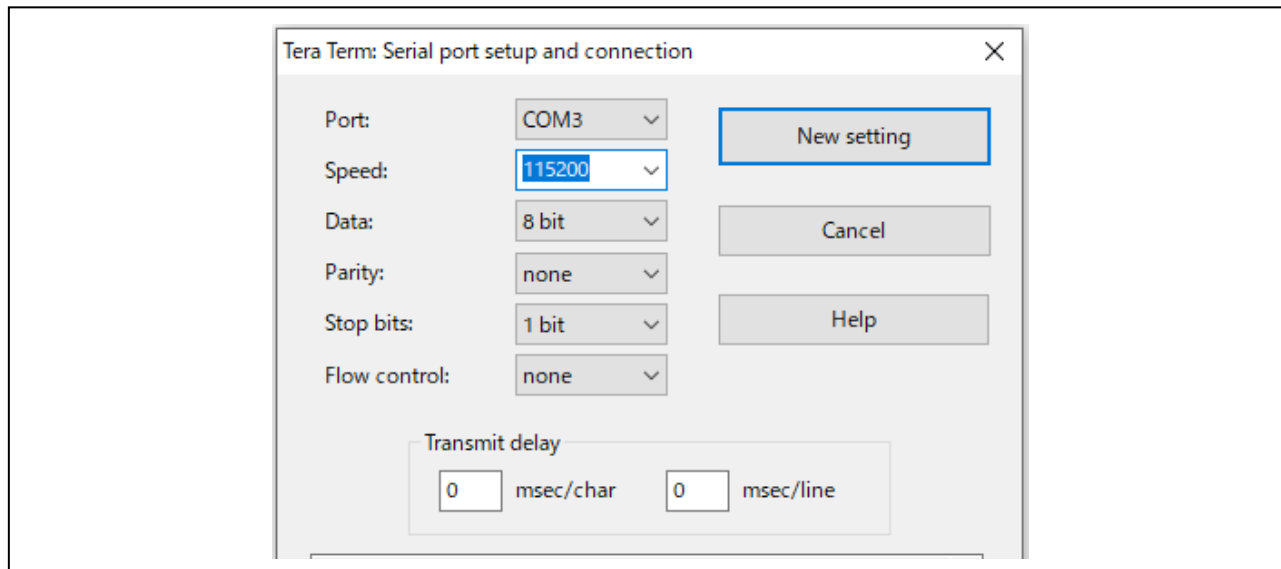 Tera Term: Serial port setup and connection
Port: COM3 New setting
Speed: 115200
Data: 8 bit Cancel
Parity: none
Stop bits: 1 bit Help
Flow control: none
Transmit delay
0 msec/char 0 msec/line